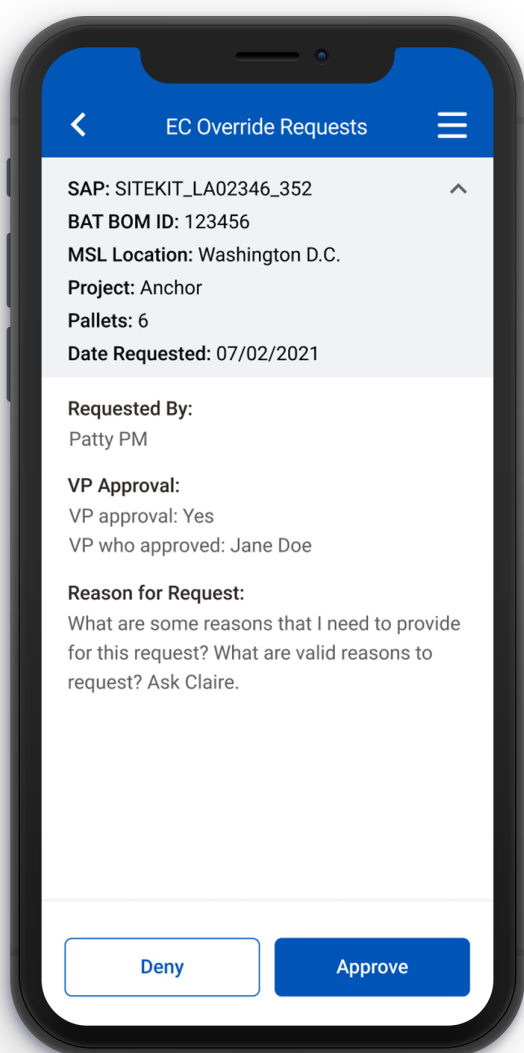 EC Override Requests
SAP: SITEKIT_LA02346_352
BAT BOM ID: 123456
MSL Location: Washington D.C.
Project: Anchor
Pallets: 6
Date Requested: 07/02/2021
Requested By:
Patty PM
VP Approval:
VP approval: Yes
VP who approved: Jane Doe
Reason for Request:
What are some reasons that I need to provide
for this request? What are valid reasons to
request? Ask Claire.
Deny
Approve